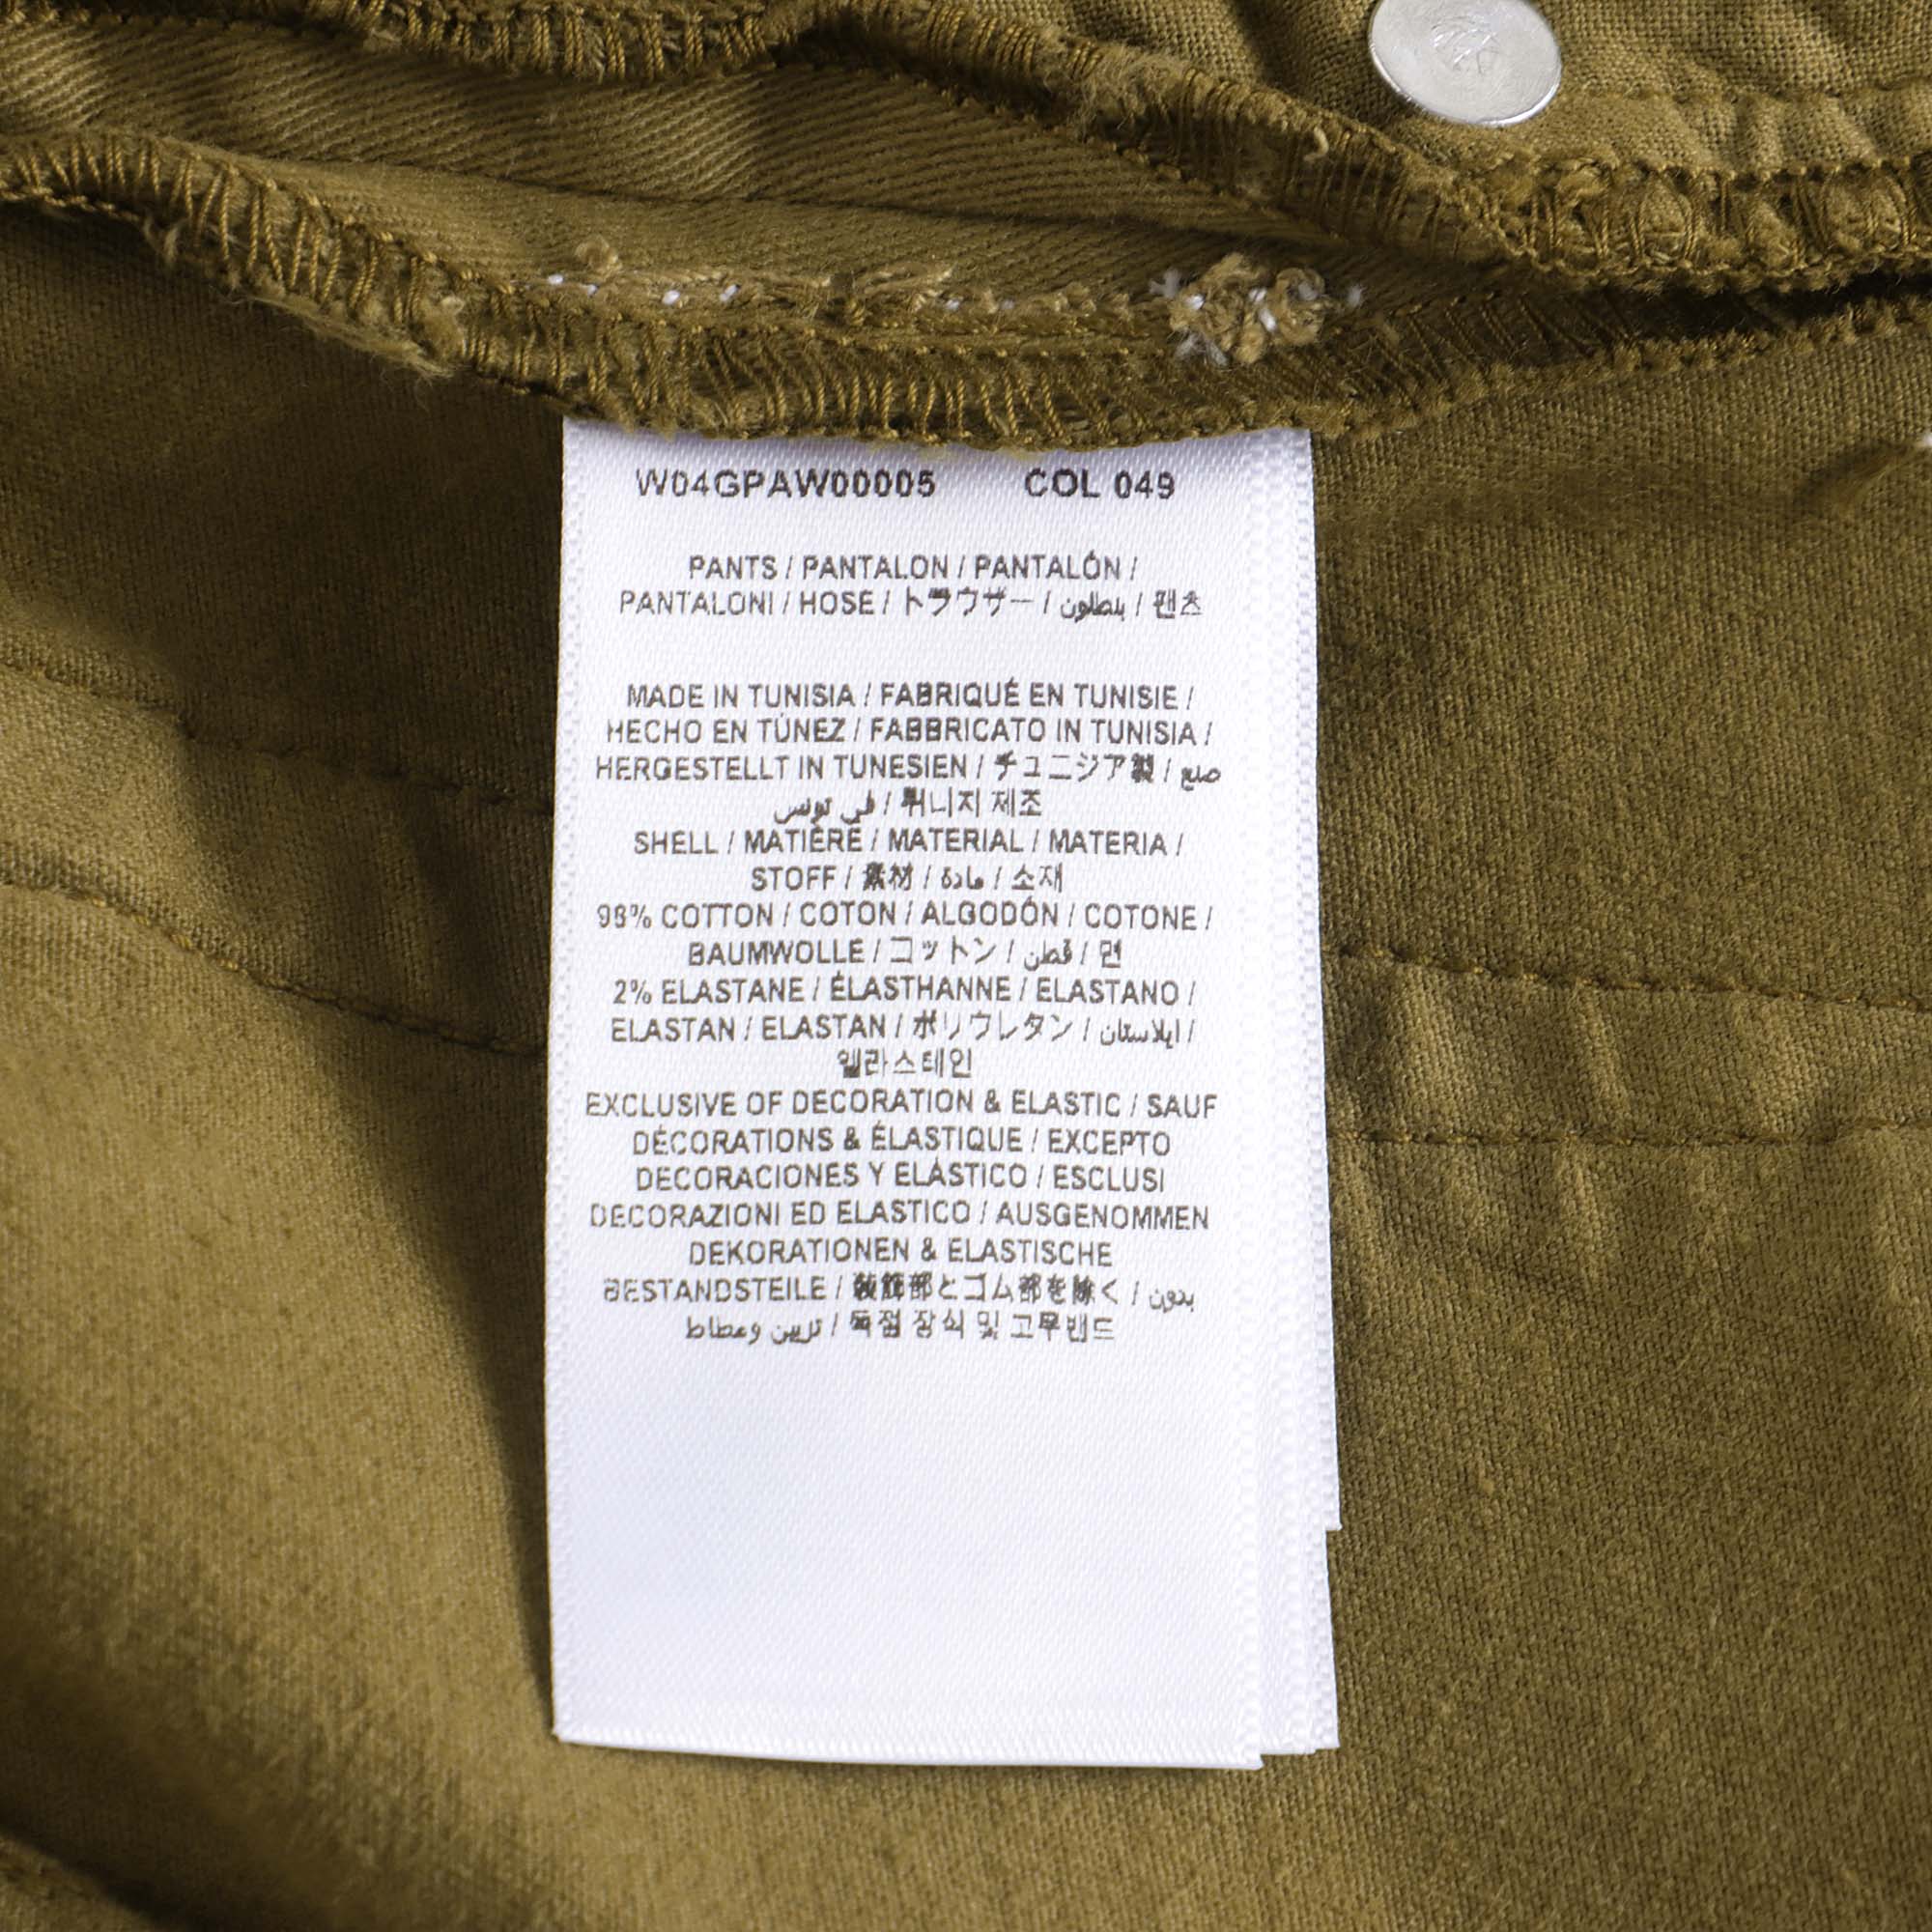 W04GPAW00005 COL 049
PANTS / PANTALON / PANTALÓN /
PANTALONI / HOSE / トラウザー / بنطلون / 팬츠
MADE IN TUNISIA / FABRIQUÉ EN TUNISIE /
HECHO EN TÚNEZ / FABBRICATO IN TUNISIA /
HERGESTELLT IN TUNESIEN / チュニジア製 / صنع
في تونس / 튀니지 제조
SHELL / MATIÈRE / MATERIAL / MATERIA /
STOFF / 素材 / مادة / 소재
98% COTTON / COTON / ALGODÓN / COTONE /
BAUMWOLLE / コットン / قطن / 면
2% ELASTANE / ÉLASTHANNE / ELASTANO /
ELASTAN / ELASTAN / ポリウレタン / ايلاستان /
엘라스테인
EXCLUSIVE OF DECORATION & ELASTIC / SAUF
DÉCORATIONS & ÉLASTIQUE / EXCEPTO
DECORACIONES Y ELÁSTICO / ESCLUSI
DECORAZIONI ED ELASTICO / AUSGENOMMEN
DEKORATIONEN & ELASTISCHE
BESTANDSTEILE / 装飾部とゴム部を除く / بدون
تزيين ومطاط / 독점 장식 및 고무밴드